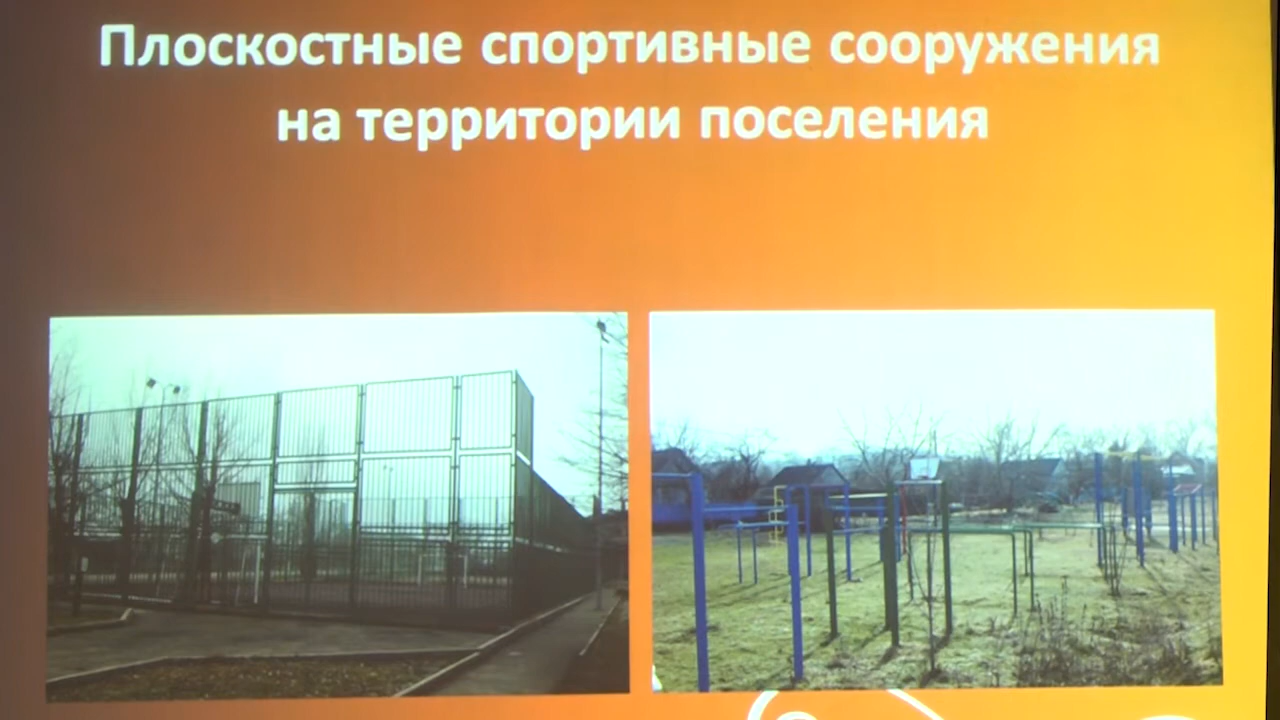 Плоскостные спортивные сооружения
на территории поселения